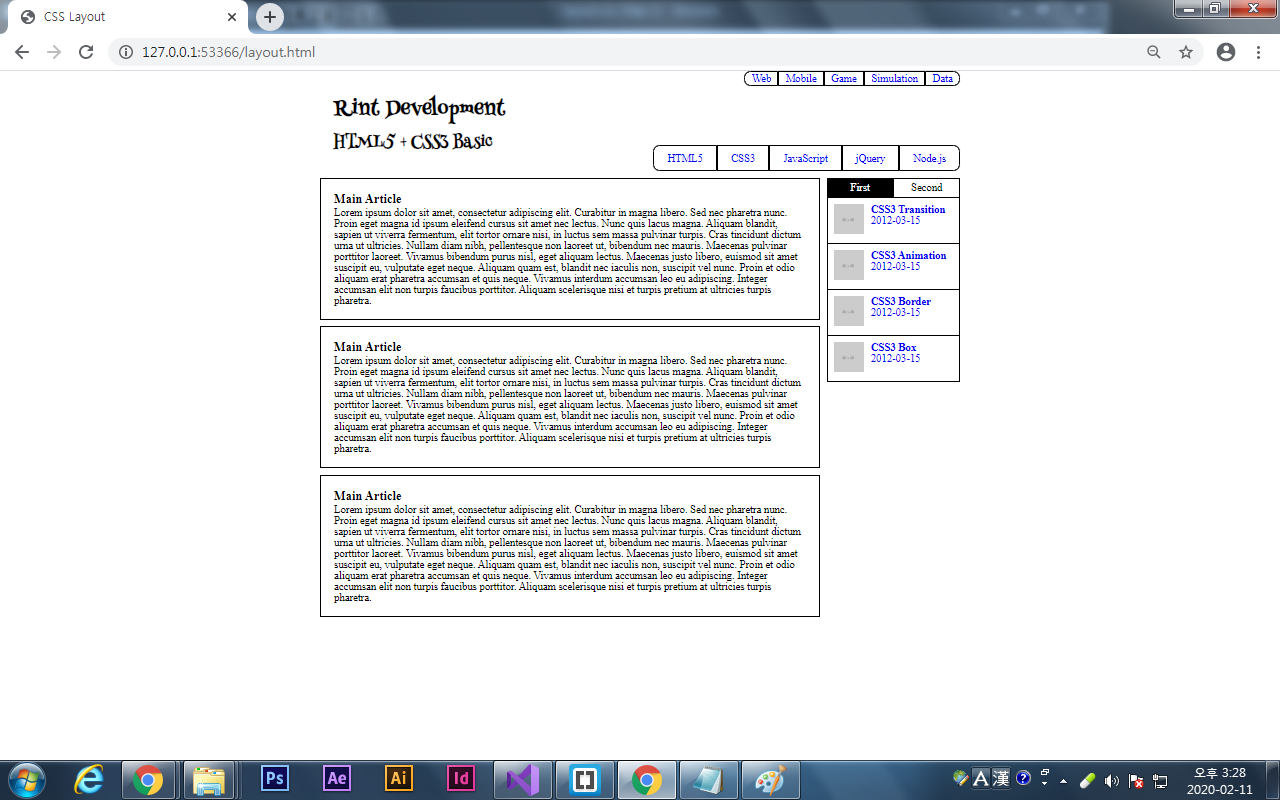 CSS Layout
127.0.0.1:53366/layout.html
Web Mobile Game Simulation Data
Rint Development
HTML5 + CSS3 Basic
HTML5 CSS3 JavaScript jQuery Node.js
Main Article
Lorem ipsum dolor sit amet, consectetur adipiscing elit. Curabitur in magna libero. Sed nec pharetra nunc.
Proin eget magna id ipsum eleifend cursus sit amet nec lectus. Nunc quis lacus magna. Aliquam blandit,
sapien ut viverra fermentum, elit tortor ornare nisi, in luctus sem massa pulvinar turpis. Cras tincidunt dictum
urna ut ultricies. Nullam diam nibh, pellentesque non laoreet ut, bibendum nec mauris. Maecenas pulvinar
porttitor laoreet. Vivamus bibendum purus nisl, eget aliquam lectus. Maecenas justo libero, euismod sit amet
suscipit eu, vulputate eget neque. Aliquam quam est, blandit nec iaculis non, suscipit vel nunc. Proin et odio
aliquam erat pharetra accumsan et quis neque. Vivamus interdum accumsan leo eu adipiscing. Integer
accumsan elit non turpis faucibus porttitor. Aliquam scelerisque nisi et turpis pretium at ultricies turpis
pharetra.
Main Article
Lorem ipsum dolor sit amet, consectetur adipiscing elit. Curabitur in magna libero. Sed nec pharetra nunc.
Proin eget magna id ipsum eleifend cursus sit amet nec lectus. Nunc quis lacus magna. Aliquam blandit,
sapien ut viverra fermentum, elit tortor ornare nisi, in luctus sem massa pulvinar turpis. Cras tincidunt dictum
urna ut ultricies. Nullam diam nibh, pellentesque non laoreet ut, bibendum nec mauris. Maecenas pulvinar
porttitor laoreet. Vivamus bibendum purus nisl, eget aliquam lectus. Maecenas justo libero, euismod sit amet
suscipit eu, vulputate eget neque. Aliquam quam est, blandit nec iaculis non, suscipit vel nunc. Proin et odio
aliquam erat pharetra accumsan et quis neque. Vivamus interdum accumsan leo eu adipiscing. Integer
accumsan elit non turpis faucibus porttitor. Aliquam scelerisque nisi et turpis pretium at ultricies turpis
pharetra.
Main Article
Lorem ipsum dolor sit amet, consectetur adipiscing elit. Curabitur in magna libero. Sed nec pharetra nunc.
Proin eget magna id ipsum eleifend cursus sit amet nec lectus. Nunc quis lacus magna. Aliquam blandit,
sapien ut viverra fermentum, elit tortor ornare nisi, in luctus sem massa pulvinar turpis. Cras tincidunt dictum
urna ut ultricies. Nullam diam nibh, pellentesque non laoreet ut, bibendum nec mauris. Maecenas pulvinar
porttitor laoreet. Vivamus bibendum purus nisl, eget aliquam lectus. Maecenas justo libero, euismod sit amet
suscipit eu, vulputate eget neque. Aliquam quam est, blandit nec iaculis non, suscipit vel nunc. Proin et odio
aliquam erat pharetra accumsan et quis neque. Vivamus interdum accumsan leo eu adipiscing. Integer
accumsan elit non turpis faucibus porttitor. Aliquam scelerisque nisi et turpis pretium at ultricies turpis
pharetra.
First Second
CSS3 Transition
2012-03-15
CSS3 Animation
2012-03-15
CSS3 Border
2012-03-15
CSS3 Box
2012-03-15
Ps Ae Ai Id
A 漢
오후 3:28
2020-02-11